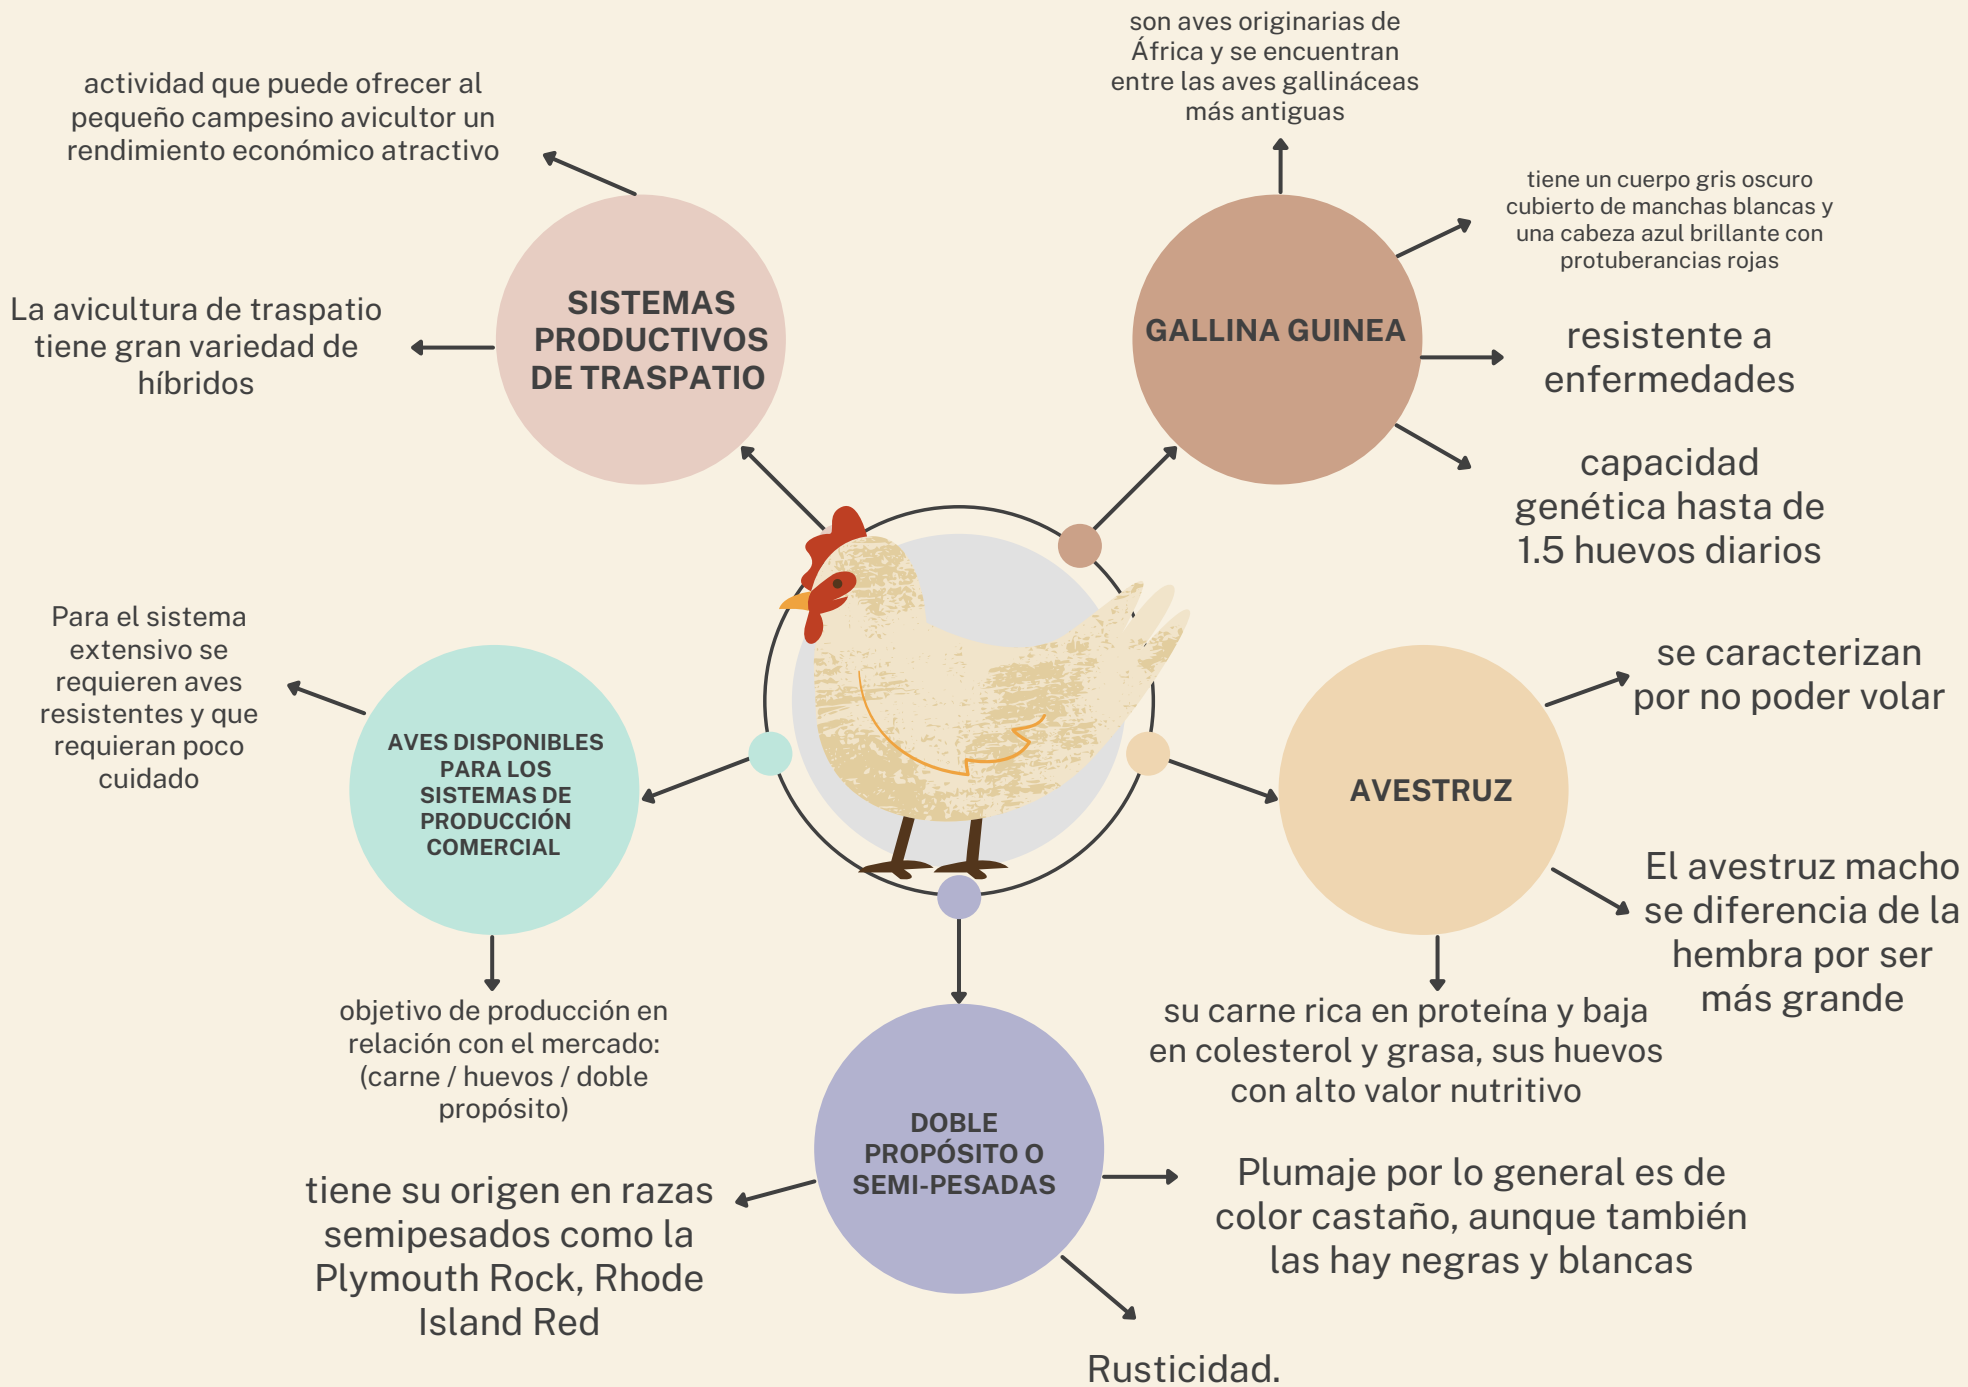 actividad que puede ofrecer al
pequeño campesino avicultor un
rendimiento económico atractivo
La avicultura de traspatio
tiene gran variedad de
híbridos
SISTEMAS
PRODUCTIVOS
DE TRASPATIO
son aves originarias de
África y se encuentran
entre las aves gallináceas
más antiguas
tiene un cuerpo gris oscuro
cubierto de manchas blancas y
una cabeza azul brillante con
protuberancias rojas
GALLINA GUINEA
resistente a
enfermedades
capacidad
genética hasta de
1.5 huevos diarios
Para el sistema
extensivo se
requieren aves
resistentes y que
requieran poco
cuidado
AVES DISPONIBLES
PARA LOS
SISTEMAS DE
PRODUCCIÓN
COMERCIAL
objetivo de producción en
relación con el mercado:
(carne / huevos / doble
propósito)
se caracterizan
por no poder volar
AVESTRUZ
El avestruz macho
se diferencia de la
hembra por ser
más grande
su carne rica en proteína y baja
en colesterol y grasa, sus huevos
con alto valor nutritivo
DOBLE
PROPÓSITO O
SEMI-PESADAS
tiene su origen en razas
semipesados como la
Plymouth Rock, Rhode
Island Red
Plumaje por lo general es de
color castaño, aunque también
las hay negras y blancas
Rusticidad.